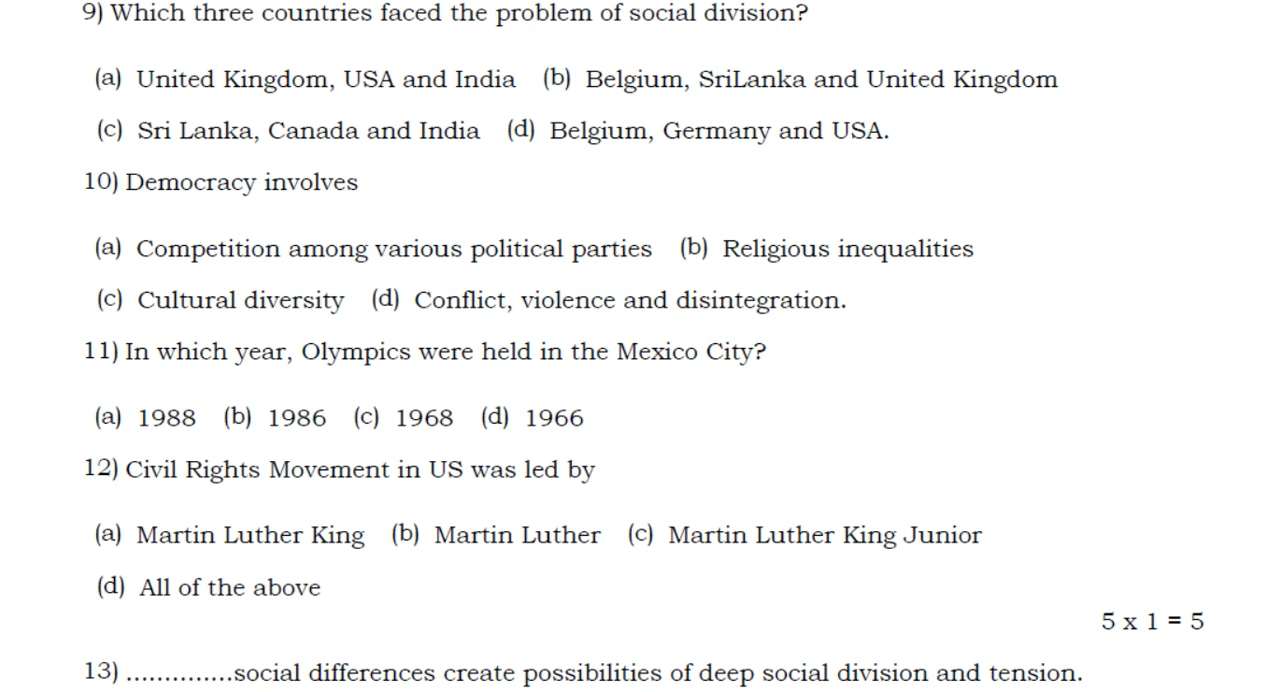 9) Which three countries faced the problem of social division?
(a) United Kingdom, USA and India (b) Belgium, SriLanka and United Kingdom
(c) Sri Lanka, Canada and India (d) Belgium, Germany and USA.
10) Democracy involves
(a) Competition among various political parties (b) Religious inequalities
(c) Cultural diversity (d) Conflict, violence and disintegration.
11) In which year, Olympics were held in the Mexico City?
(a) 1988 (b) 1986 (c) 1968 (d) 1966
12) Civil Rights Movement in US was led by
(a) Martin Luther King (b) Martin Luther (c) Martin Luther King Junior
(d) All of the above
5 x 1 = 5
13) ..............social differences create possibilities of deep social division and tension.